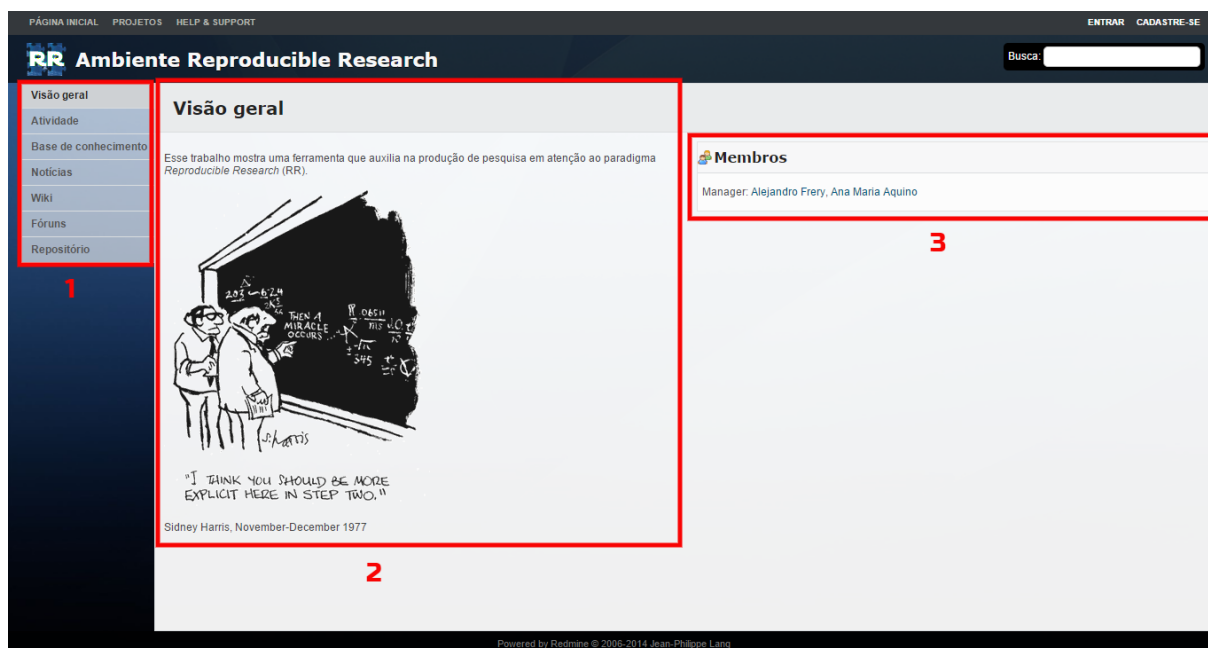 PÁGINA INICIAL PROJETOS HELP & SUPPORT
ENTRAR CADASTRE-SE
RR Ambiente Reproducible Research
Busca:
Visão geral
Atividade
Base de conhecimento
Notícias
Wiki
Fóruns
Repositório
1
Visão geral
Esse trabalho mostra uma ferramenta que auxilia na produção de pesquisa em atenção ao paradigma
Reproducible Research (RR).
THEN A
MIRACLE
OCCURS...
S. Harris
"I THINK YOU SHOULD BE MORE
EXPLICIT HERE IN STEP TWO."
Sidney Harris, November-December 1977
2
Membros
Manager: Alejandro Frery, Ana Maria Aquino
3
Powered by Redmine © 2006-2014 Jean-Philippe Lang